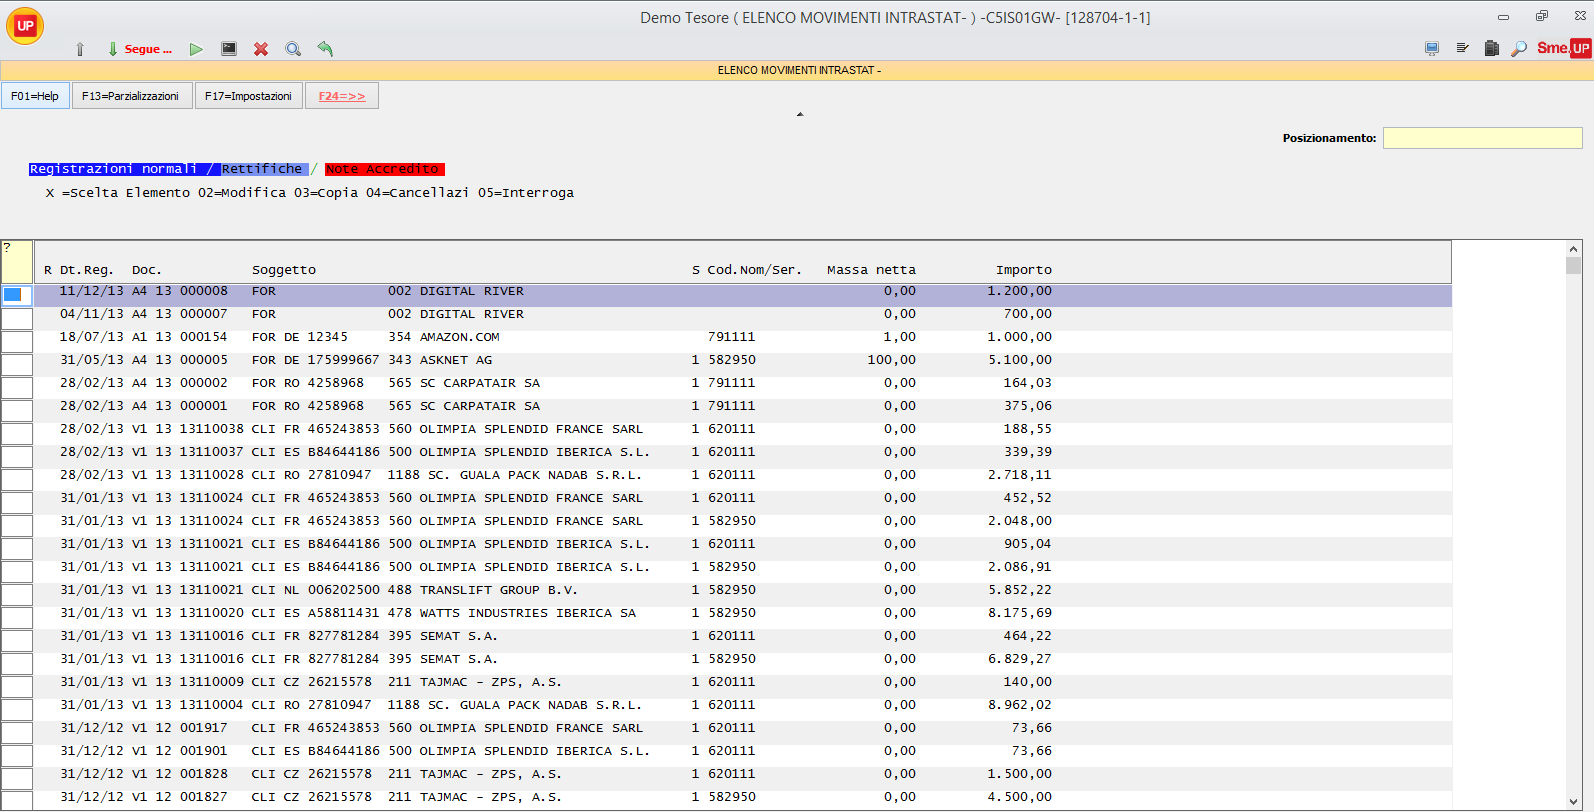 UP
Demo Tesore ( ELENCO MOVIMENTI INTRASTAT- ) -C5IS01GW- [128704-1-1]
Segue ...
Sme.UP
ELENCO MOVIMENTI INTRASTAT -
F01=Help F13=Parzializzazioni F17=Impostazioni F24=>>
Posizionamento:
Registrazioni normali / Rettifiche / Note Accredito
X =Scelta Elemento 02=Modifica 03=Copia 04=Cancellazi 05=Interroga
?
R Dt.Reg. Doc. Soggetto S Cod.Nom/Ser. Massa netta Importo
11/12/13 A4 13 000008 FOR 002 DIGITAL RIVER 0,00 1.200,00
04/11/13 A4 13 000007 FOR 002 DIGITAL RIVER 0,00 700,00
18/07/13 A1 13 000154 FOR DE 12345 354 AMAZON.COM 791111 1,00 1.000,00
31/05/13 A4 13 000005 FOR DE 175999667 343 ASKNET AG 1 582950 100,00 5.100,00
28/02/13 A4 13 000002 FOR RO 4258968 565 SC CARPATAIR SA 1 791111 0,00 164,03
28/02/13 A4 13 000001 FOR RO 4258968 565 SC CARPATAIR SA 1 791111 0,00 375,06
28/02/13 V1 13 13110038 CLI FR 465243853 560 OLIMPIA SPLENDID FRANCE SARL 1 620111 0,00 188,55
28/02/13 V1 13 13110037 CLI ES B84644186 500 OLIMPIA SPLENDID IBERICA S.L. 1 620111 0,00 339,39
28/02/13 V1 13 13110028 CLI RO 27810947 1188 SC. GUALA PACK NADAB S.R.L. 1 620111 0,00 2.718,11
31/01/13 V1 13 13110024 CLI FR 465243853 560 OLIMPIA SPLENDID FRANCE SARL 1 620111 0,00 452,52
31/01/13 V1 13 13110024 CLI FR 465243853 560 OLIMPIA SPLENDID FRANCE SARL 1 582950 0,00 2.048,00
31/01/13 V1 13 13110021 CLI ES B84644186 500 OLIMPIA SPLENDID IBERICA S.L. 1 620111 0,00 905,04
31/01/13 V1 13 13110021 CLI ES B84644186 500 OLIMPIA SPLENDID IBERICA S.L. 1 582950 0,00 2.086,91
31/01/13 V1 13 13110021 CLI NL 006202500 488 TRANSLIFT GROUP B.V. 1 582950 0,00 5.852,22
31/01/13 V1 13 13110020 CLI ES A58811431 478 WATTS INDUSTRIES IBERICA SA 1 582950 0,00 8.175,69
31/01/13 V1 13 13110016 CLI FR 827781284 395 SEMAT S.A. 1 620111 0,00 464,22
31/01/13 V1 13 13110016 CLI FR 827781284 395 SEMAT S.A. 1 582950 0,00 6.829,27
31/01/13 V1 13 13110009 CLI CZ 26215578 211 TAJMAC - ZPS, A.S. 1 620111 0,00 140,00
31/01/13 V1 13 13110004 CLI RO 27810947 1188 SC. GUALA PACK NADAB S.R.L. 1 620111 0,00 8.962,02
31/12/12 V1 12 001917 CLI FR 465243853 560 OLIMPIA SPLENDID FRANCE SARL 1 620111 0,00 73,66
31/12/12 V1 12 001901 CLI ES B84644186 500 OLIMPIA SPLENDID IBERICA S.L. 1 620111 0,00 73,66
31/12/12 V1 12 001828 CLI CZ 26215578 211 TAJMAC - ZPS, A.S. 1 620111 0,00 1.500,00
31/12/12 V1 12 001827 CLI CZ 26215578 211 TAJMAC - ZPS, A.S. 1 582950 0,00 4.500,00